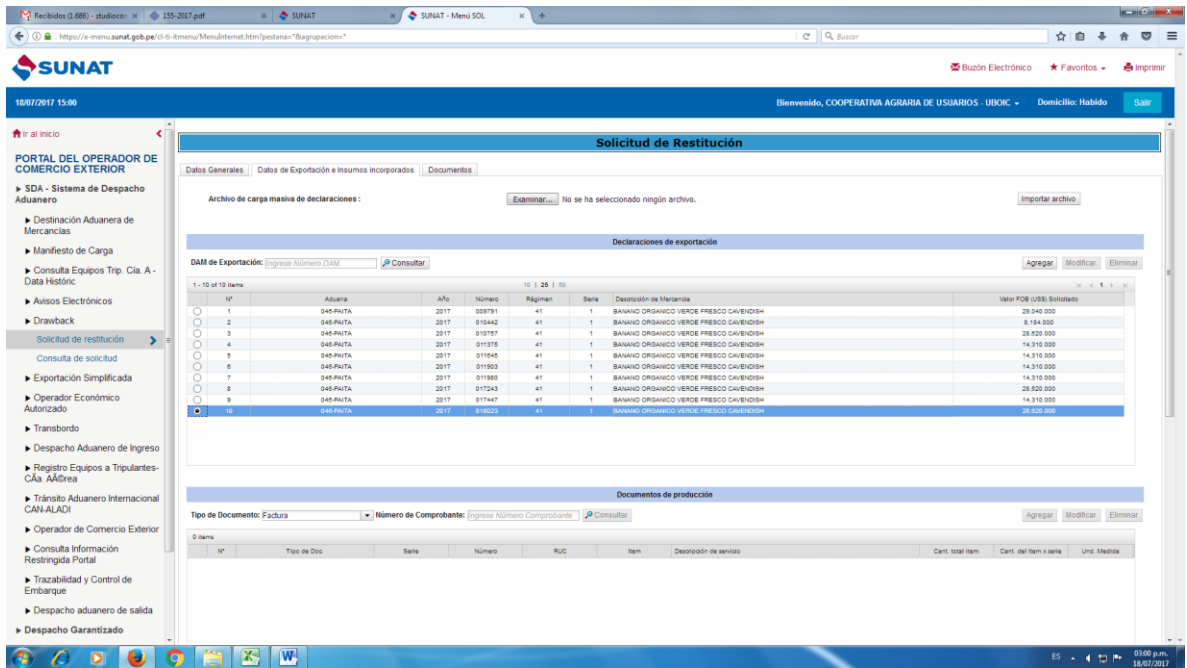 Recibidos (1.686) - studiocor
155-2017.pdf
SUNAT
SUNAT - Menú SOL
https://e-menu.sunat.gob.pe/cl-ti-itmenu/MenuInternet.htm?pestana=*&agrupacion=*
Buscar
SUNAT
Buzón Electrónico Favoritos Imprimir
18/07/2017 15:00
Bienvenido, COOPERATIVA AGRARIA DE USUARIOS - UBOIC Domicilio: Habido Salir
Ir al inicio
PORTAL DEL OPERADOR DE
COMERCIO EXTERIOR
SDA - Sistema de Despacho
Aduanero
Destinación Aduanera de
Mercancías
Manifiesto de Carga
Consulta Equipos Trip. Cía. A -
Data Históric
Avisos Electrónicos
Drawback
Solicitud de restitución
Consulta de solicitud
Exportación Simplificada
Operador Económico
Autorizado
Transbordo
Despacho Aduanero de Ingreso
Registro Equipos a Tripulantes-
CÃa. AÃ©rea
Tránsito Aduanero Internacional
CAN-ALADI
Operador de Comercio Exterior
Consulta Información
Restringida Portal
Trazabilidad y Control de
Embarque
Despacho aduanero de salida
Despacho Garantizado
Solicitud de Restitución
Datos Generales Datos de Exportación e Insumos incorporados Documentos
Archivo de carga masiva de declaraciones : Examinar... No se ha seleccionado ningún archivo. Importar archivo
Declaraciones de exportación
DAM de Exportación: Ingrese Número DAM Consultar Agregar Modificar Eliminar
1 - 10 of 10 items 10 | 25 | 50 1
Nº Aduana Año Número Régimen Serie Descripción de Mercancía Valor FOB (US$) Solicitado
1 046-PAITA 2017 009791 41 1 BANANO ORGANICO VERDE FRESCO CAVENDISH 29,040.000
2 046-PAITA 2017 010442 41 1 BANANO ORGANICO VERDE FRESCO CAVENDISH 8,184.000
3 046-PAITA 2017 010757 41 1 BANANO ORGANICO VERDE FRESCO CAVENDISH 28,620.000
4 046-PAITA 2017 011375 41 1 BANANO ORGANICO VERDE FRESCO CAVENDISH 14,310.000
5 046-PAITA 2017 011646 41 1 BANANO ORGANICO VERDE FRESCO CAVENDISH 14,310.000
6 046-PAITA 2017 011903 41 1 BANANO ORGANICO VERDE FRESCO CAVENDISH 14,310.000
7 046-PAITA 2017 011980 41 1 BANANO ORGANICO VERDE FRESCO CAVENDISH 14,310.000
8 046-PAITA 2017 017243 41 1 BANANO ORGANICO VERDE FRESCO CAVENDISH 28,620.000
9 046-PAITA 2017 017447 41 1 BANANO ORGANICO VERDE FRESCO CAVENDISH 14,310.000
10 046-PAITA 2017 018023 41 1 BANANO ORGANICO VERDE FRESCO CAVENDISH 28,620.000
Documentos de producción
Tipo de Documento: Factura Número de Comprobante: Ingrese Número Comprobante Consultar Agregar Modificar Eliminar
0 items
Nº Tipo de Doc. Serie Número RUC Item Descripción de servicio Cant. total item Cant. del item x serie Und. Medida
ES 03:00 p.m.
18/07/2017